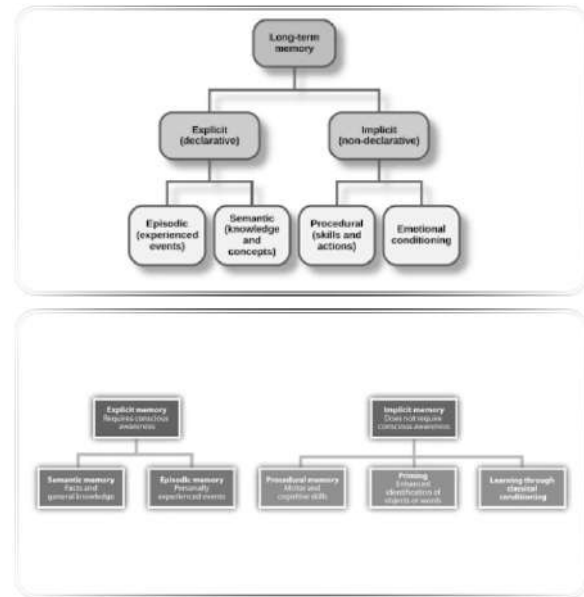 Long-term
memory
Explicit
(declarative)
Implicit
(non-declarative)
Episodic
(experienced
events)
Semantic
(knowledge
and
concepts)
Procedural
(skills and
actions)
Emotional
conditioning
Explicit memory
Requires conscious
awareness
Implicit memory
Does not require
conscious awareness
Semantic memory
Facts and
general knowledge
Episodic memory
Personally
experienced events
Procedural memory
Motor and
cognitive skills
Priming
Enhanced
identification of
objects or words
Learning through
classical
conditioning